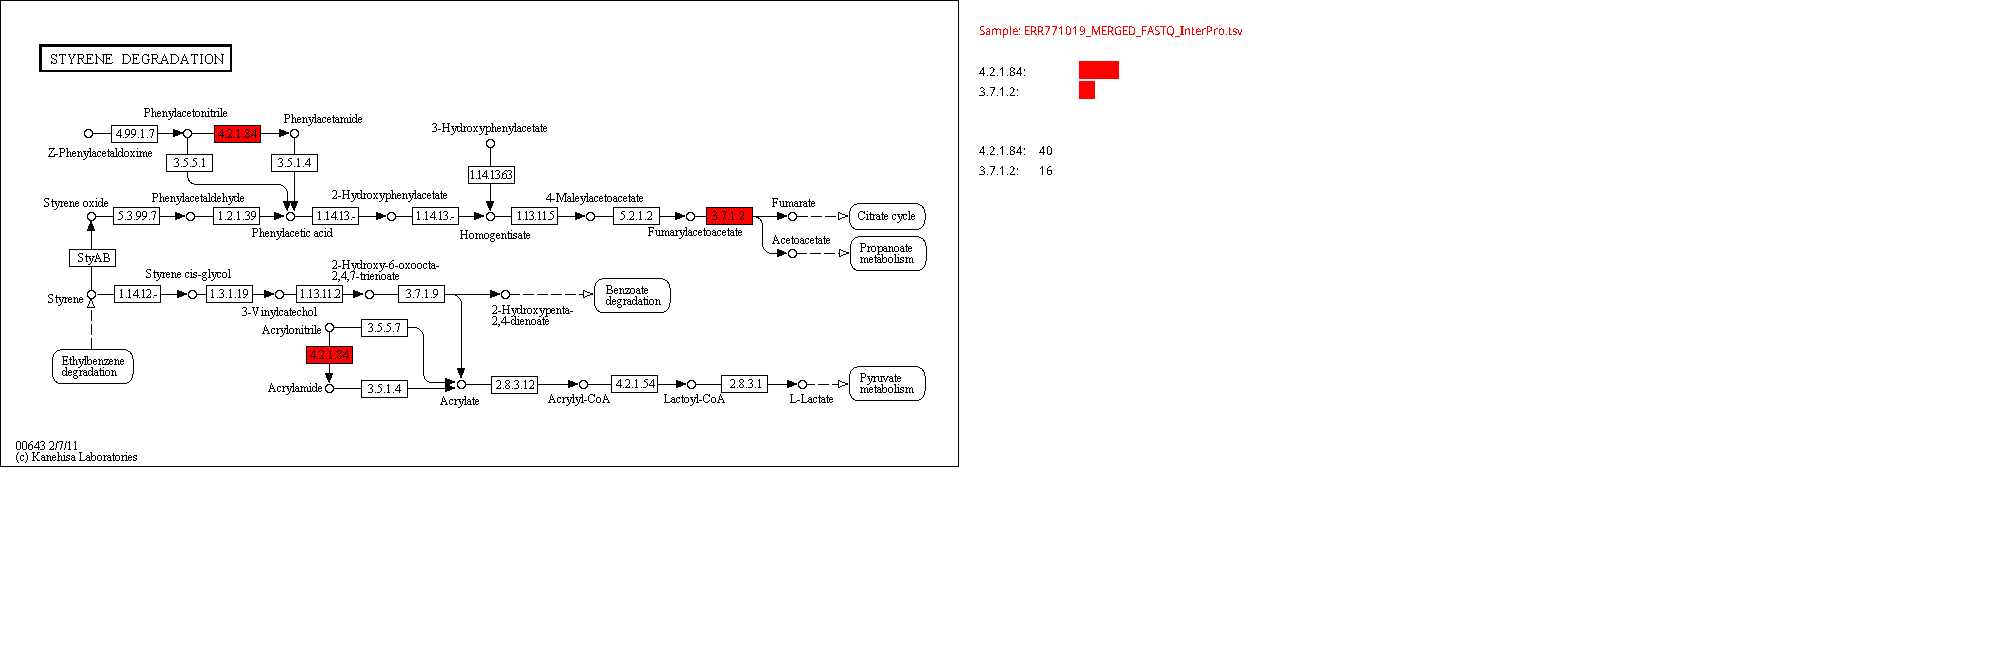 STYRENE DEGRADATION
Phenylacetonitrile
Phenylacetamide
4.99.1.7
4.2.1.84
Z-Phenylacetaldoxime
3.5.5.1
3.5.1.4
3-Hydroxyphenylacetate
1.14.13.63
Styrene oxide
Phenylacetaldehyde
2-Hydroxyphenylacetate
4-Maleylacetoacetate
Fumarate
5.3.99.7
1.2.1.39
1.14.13.-
1.14.13.-
1.13.11.5
5.2.1.2
3.7.1.2
Citrate cycle
Phenylacetic acid
Homogentisate
Fumarylacetoacetate
Acetoacetate
Propanoate
metabolism
StyAB
Styrene cis-glycol
2-Hydroxy-6-oxoocta-
2,4,7-trienoate
Styrene
1.14.12.-
1.3.1.19
1.13.11.2
3.7.1.9
Benzoate
degradation
3-Vinylcatechol
2-Hydroxypenta-
2,4-dienoate
Acrylonitrile
3.5.5.7
4.2.1.84
Ethylbenzene
degradation
Acrylamide
3.5.1.4
Acrylate
2.8.3.12
Acrylyl-CoA
4.2.1.54
Lactoyl-CoA
2.8.3.1
L-Lactate
Pyruvate
metabolism
00643 2/7/11
(c) Kanehisa Laboratories
Sample: ERR771019_MERGED_FASTQ_InterPro.tsv
4.2.1.84:
3.7.1.2:
4.2.1.84: 40
3.7.1.2: 16